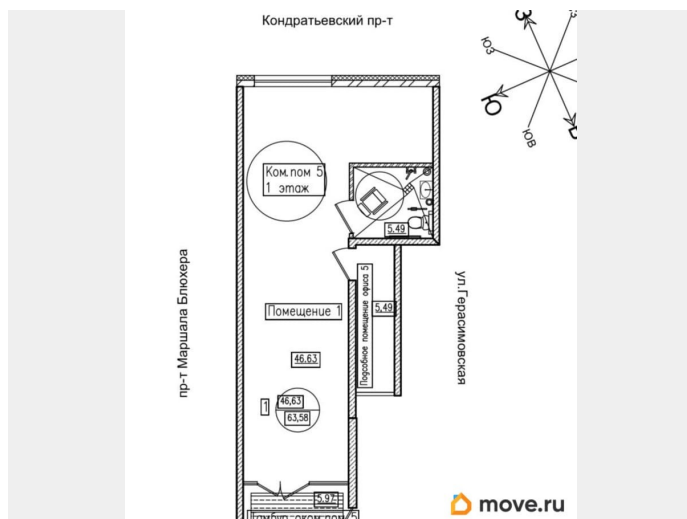 Кондратьевский пр-т
З
ЮЗ
Ю
ЮВ
Ком.пом 5
1 этаж
5.49
пр-т Маршала Блюхера
ул.Герасимовская
Подсобное помещение офиса 5
5.49
Помещение 1
46.63
1
46,63
63,58
5.97
Тамбур
move.ru